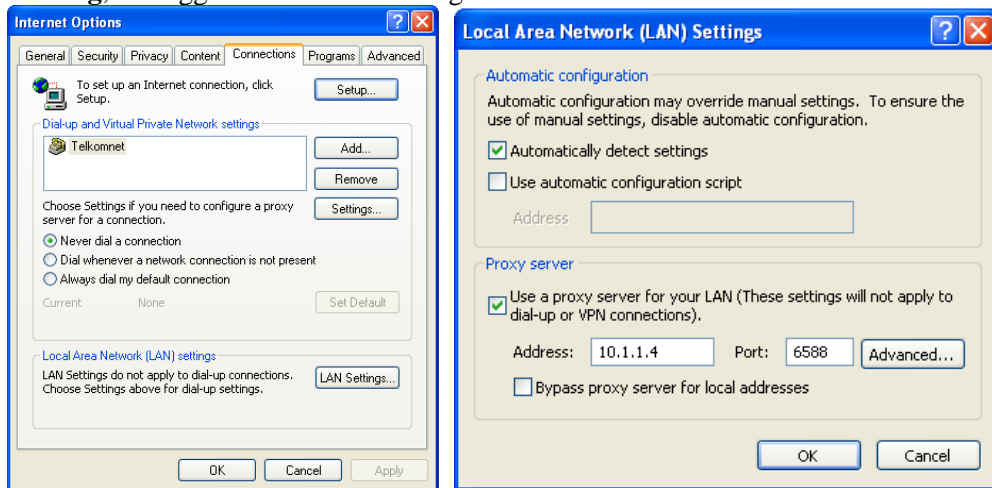 Internet Options
General Security Privacy Content Connections Programs Advanced
To set up an Internet connection, click
Setup.
Setup...
Dial-up and Virtual Private Network settings
Telkomnet
Add...
Remove
Choose Settings if you need to configure a proxy
server for a connection.
Settings...
Never dial a connection
Dial whenever a network connection is not present
Always dial my default connection
Current None
Set Default
Local Area Network (LAN) settings
LAN Settings do not apply to dial-up connections.
Choose Settings above for dial-up settings.
LAN Settings...
OK Cancel Apply
Local Area Network (LAN) Settings
Automatic configuration
Automatic configuration may override manual settings. To ensure the
use of manual settings, disable automatic configuration.
Automatically detect settings
Use automatic configuration script
Address
Proxy server
Use a proxy server for your LAN (These settings will not apply to
dial-up or VPN connections).
Address: 10.1.1.4 Port: 6588 Advanced...
Bypass proxy server for local addresses
OK Cancel